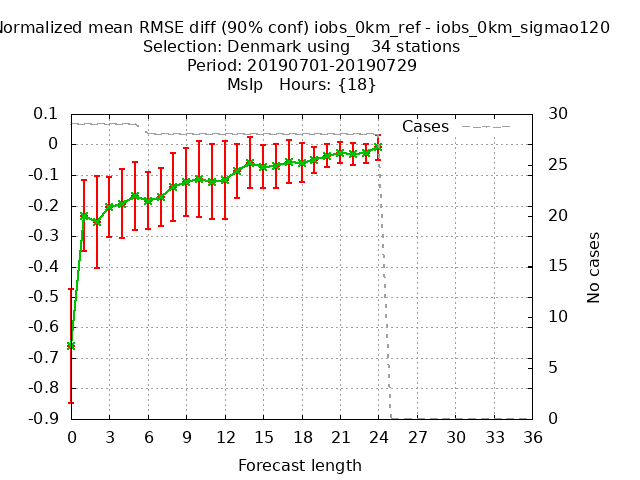 Normalized mean RMSE diff (90% conf) iobs_0km_ref - iobs_0km_sigmao120
Selection: Denmark using 34 stations
Period: 20190701-20190729
Mslp Hours: {18}
0.1
0
-0.1
-0.2
-0.3
-0.4
-0.5
-0.6
-0.7
-0.8
-0.9
Cases
30
25
20
15
10
5
0
No cases
0 3 6 9 12 15 18 21 24 27 30 33 36
Forecast length